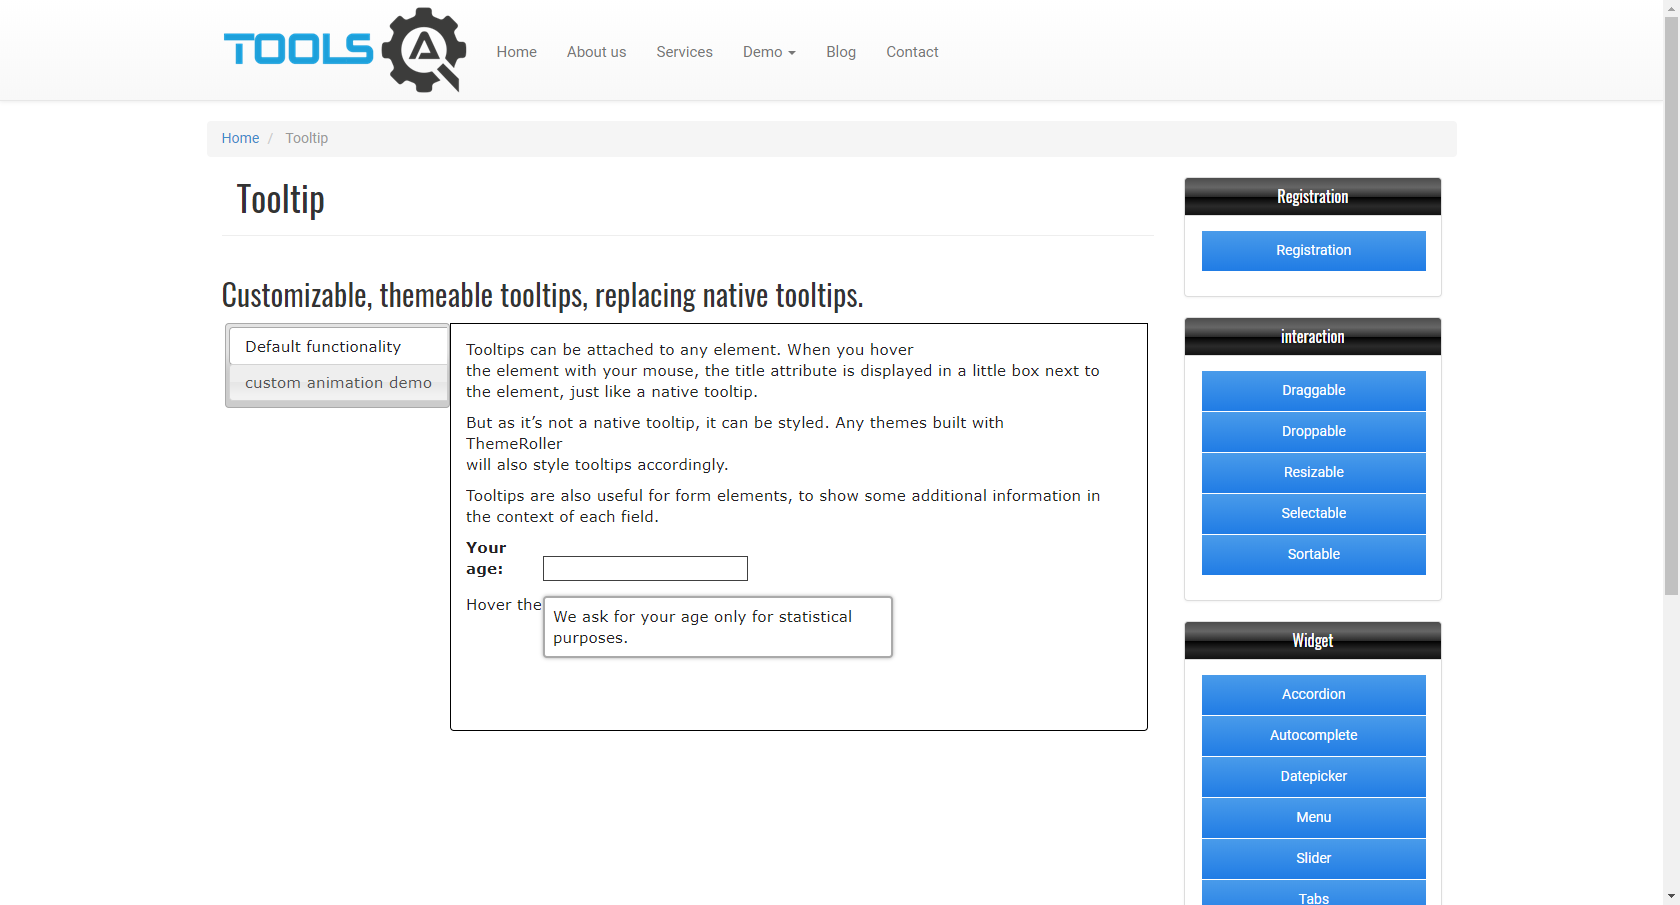 TOOLS QA
Home About us Services Demo Blog Contact
Home / Tooltip
Tooltip
Customizable, themeable tooltips, replacing native tooltips.
Default functionality
custom animation demo
Tooltips can be attached to any element. When you hover
the element with your mouse, the title attribute is displayed in a little box next to
the element, just like a native tooltip.
But as it’s not a native tooltip, it can be styled. Any themes built with
ThemeRoller
will also style tooltips accordingly.
Tooltips are also useful for form elements, to show some additional information in
the context of each field.
Your
age:
Hover the
We ask for your age only for statistical
purposes.
Registration
Registration
interaction
Draggable
Droppable
Resizable
Selectable
Sortable
Widget
Accordion
Autocomplete
Datepicker
Menu
Slider
Tabs